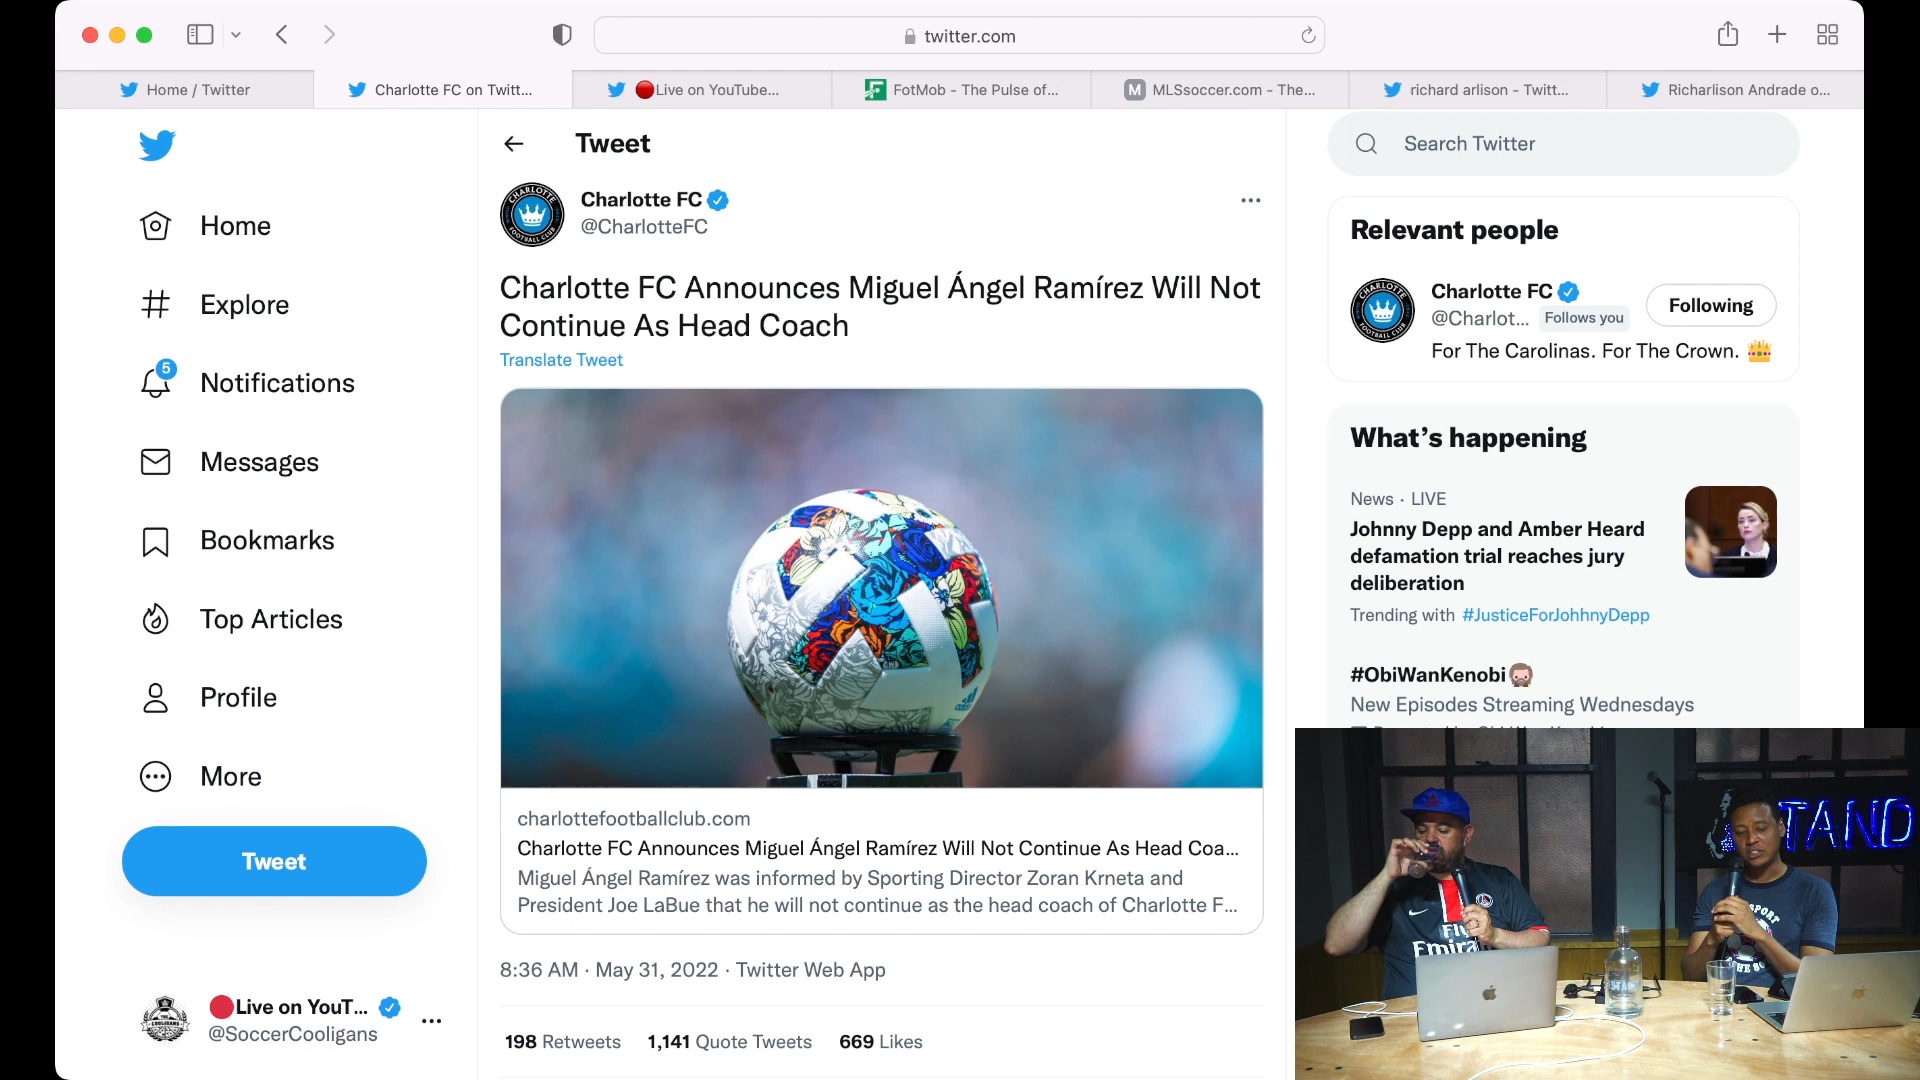 twitter.com
Home / Twitter
Charlotte FC on Twitt...
🔴Live on YouTube...
FotMob - The Pulse of...
M MLSsoccer.com - The...
richard arlison - Twitt...
Richarlison Andrade o...
Home
Explore
5
Notifications
Messages
Bookmarks
Top Articles
Profile
More
Tweet
🔴Live on YouT...
@SoccerCooligans
Tweet
Charlotte FC
@CharlotteFC
Charlotte FC Announces Miguel Ángel Ramírez Will Not
Continue As Head Coach
Translate Tweet
charlottefootballclub.com
Charlotte FC Announces Miguel Ángel Ramírez Will Not Continue As Head Coa...
Miguel Ángel Ramírez was informed by Sporting Director Zoran Krneta and
President Joe LaBue that he will not continue as the head coach of Charlotte F...
8:36 AM · May 31, 2022 · Twitter Web App
198 Retweets 1,141 Quote Tweets 669 Likes
Search Twitter
Relevant people
Charlotte FC
@Charlot... Follows you
Following
For The Carolinas. For The Crown. 👑
What's happening
News · LIVE
Johnny Depp and Amber Heard
defamation trial reaches jury
deliberation
Trending with #JusticeForJohhnyDepp
#ObiWanKenobi
New Episodes Streaming Wednesdays
STAND
Emira